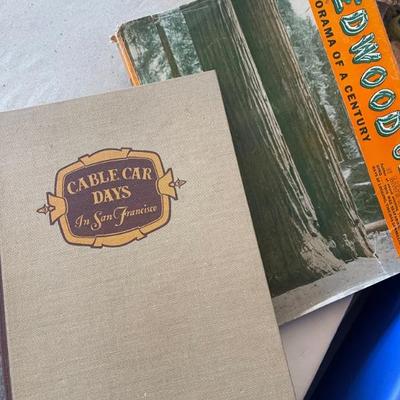 CABLE CAR
DAYS
In San Francisco
EDWOOD
ORAMA OF A CENTURY